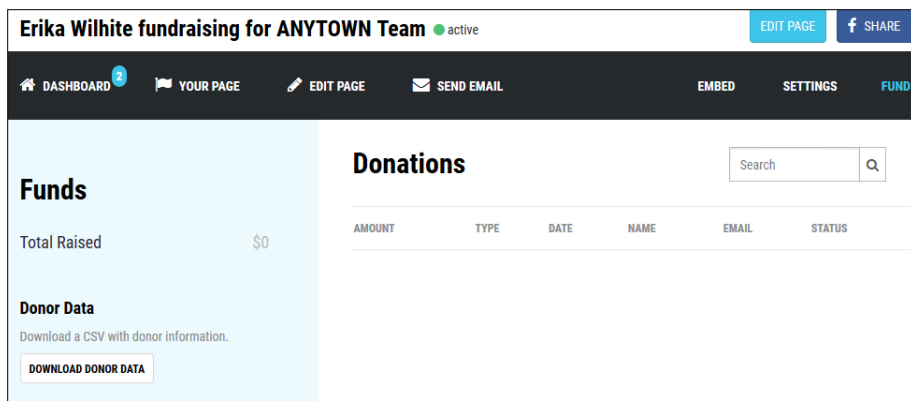 Erika Wilhite fundraising for ANYTOWN Team active
EDIT PAGE
f SHARE
DASHBOARD 2
YOUR PAGE
EDIT PAGE
SEND EMAIL
EMBED
SETTINGS
FUND
Funds
Total Raised $0
Donor Data
Download a CSV with donor information.
DOWNLOAD DONOR DATA
Donations
Search
AMOUNT TYPE DATE NAME EMAIL STATUS